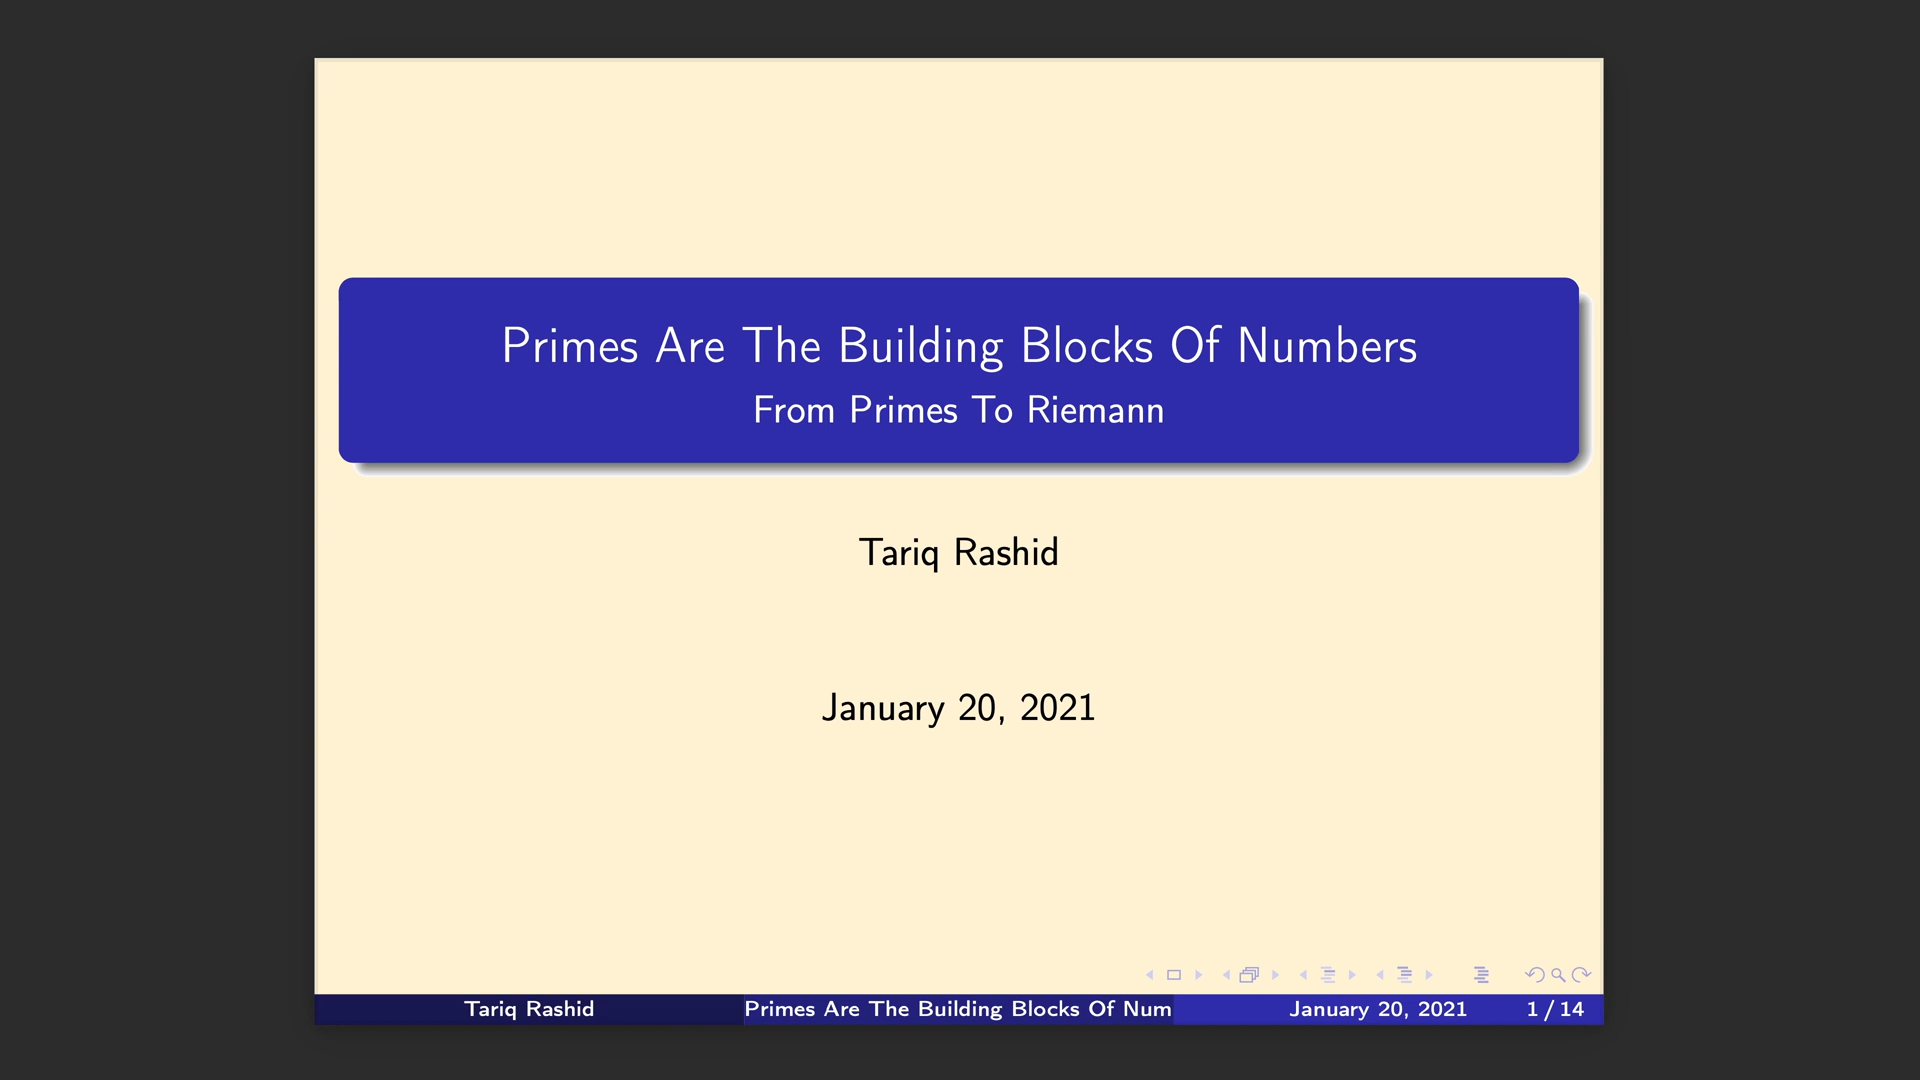 Primes Are The Building Blocks Of Numbers
From Primes To Riemann
Tariq Rashid
January 20, 2021
Tariq Rashid Primes Are The Building Blocks Of Num January 20, 2021 1 / 14